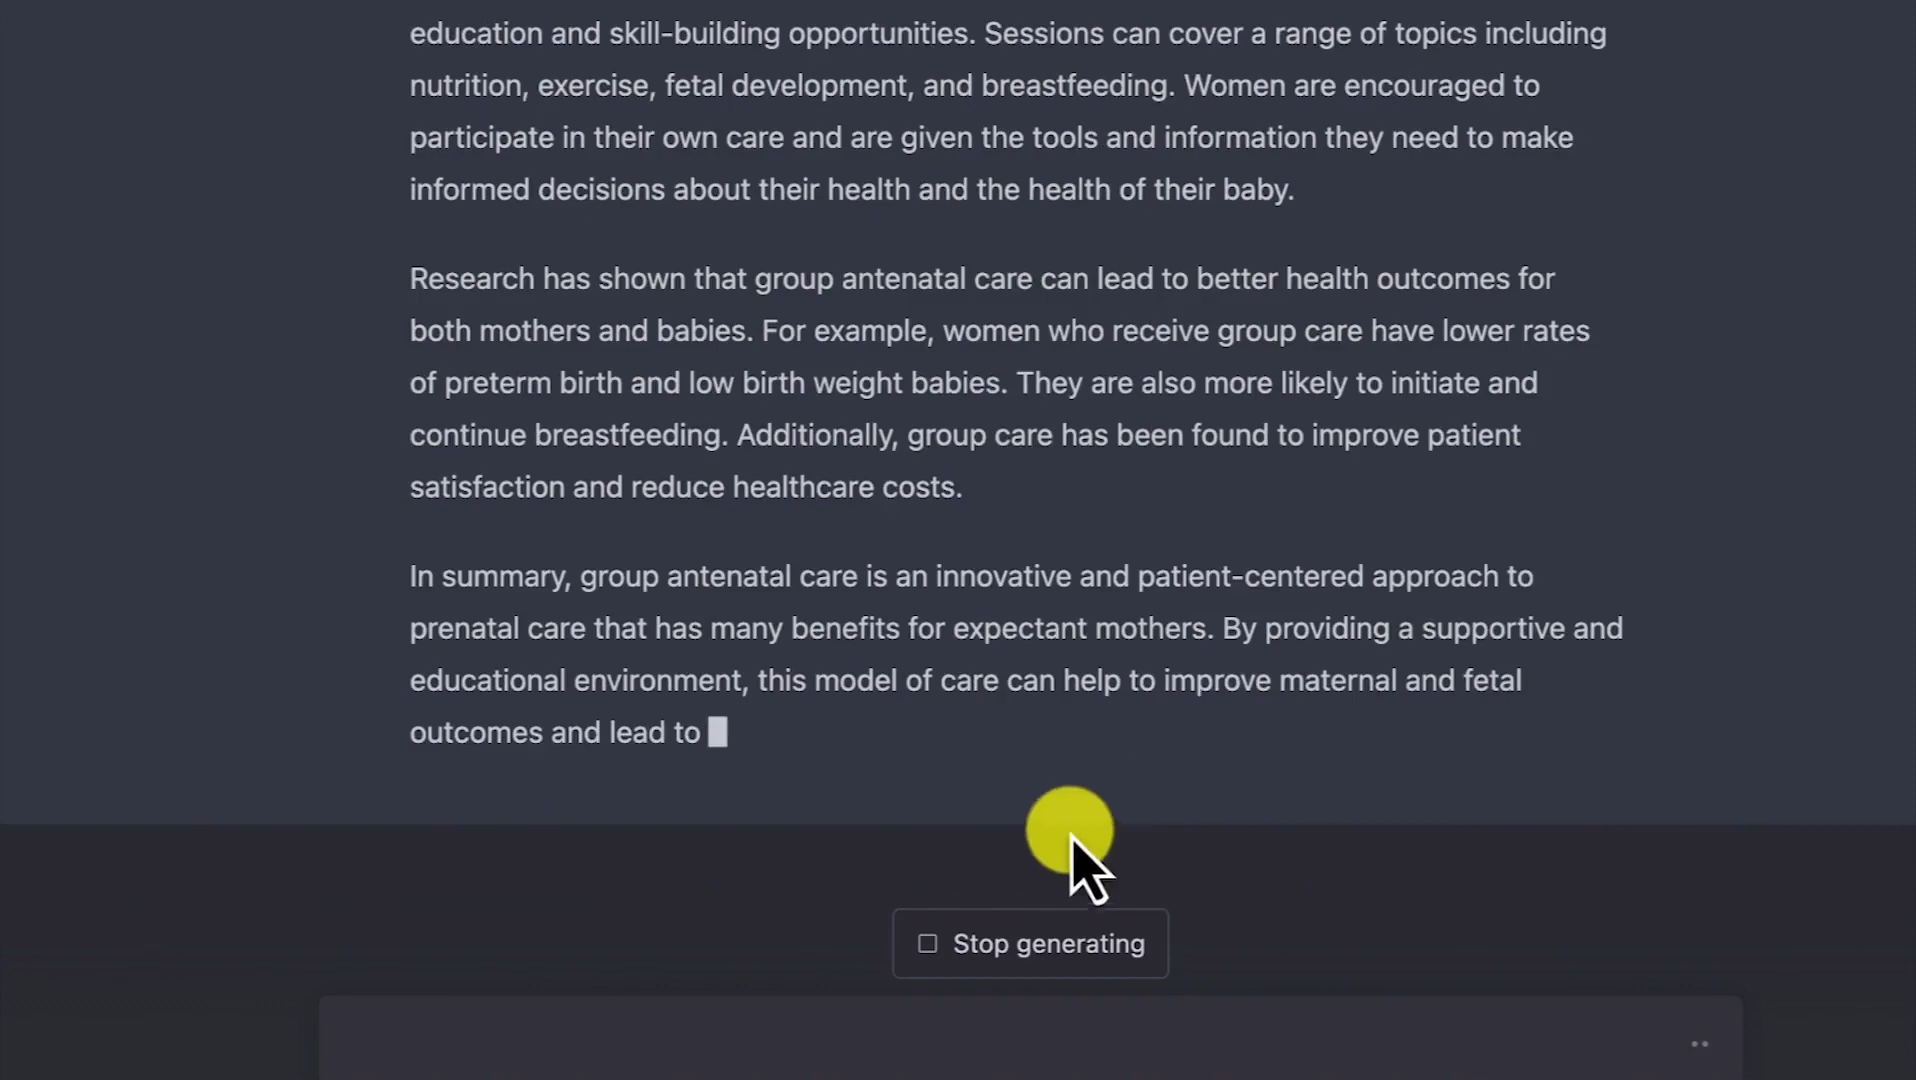 education and skill-building opportunities. Sessions can cover a range of topics including
nutrition, exercise, fetal development, and breastfeeding. Women are encouraged to
participate in their own care and are given the tools and information they need to make
informed decisions about their health and the health of their baby.
Research has shown that group antenatal care can lead to better health outcomes for
both mothers and babies. For example, women who receive group care have lower rates
of preterm birth and low birth weight babies. They are also more likely to initiate and
continue breastfeeding. Additionally, group care has been found to improve patient
satisfaction and reduce healthcare costs.
In summary, group antenatal care is an innovative and patient-centered approach to
prenatal care that has many benefits for expectant mothers. By providing a supportive and
educational environment, this model of care can help to improve maternal and fetal
outcomes and lead to
Stop generating